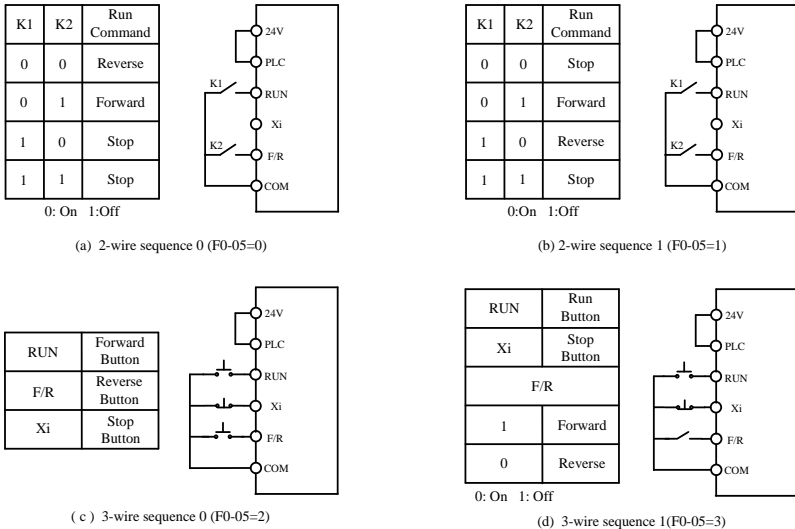 K1 K2 Run Command
0 0 Reverse
0 1 Forward
1 0 Stop
1 1 Stop
0: On 1:Off
24V
PLC
K1
RUN
Xi
K2
F/R
COM
(a) 2-wire sequence 0 (F0-05=0)
K1 K2 Run Command
0 0 Stop
0 1 Forward
1 0 Reverse
1 1 Stop
0:On 1:Off
24V
PLC
K1
RUN
Xi
K2
F/R
COM
(b) 2-wire sequence 1 (F0-05=1)
RUN Forward Button
F/R Reverse Button
Xi Stop Button
24V
PLC
RUN
Xi
F/R
COM
( c ) 3-wire sequence 0 (F0-05=2)
RUN Run Button
Xi Stop Button
F/R
1 Forward
0 Reverse
0: On 1: Off
24V
PLC
RUN
Xi
F/R
COM
(d) 3-wire sequence 1(F0-05=3)